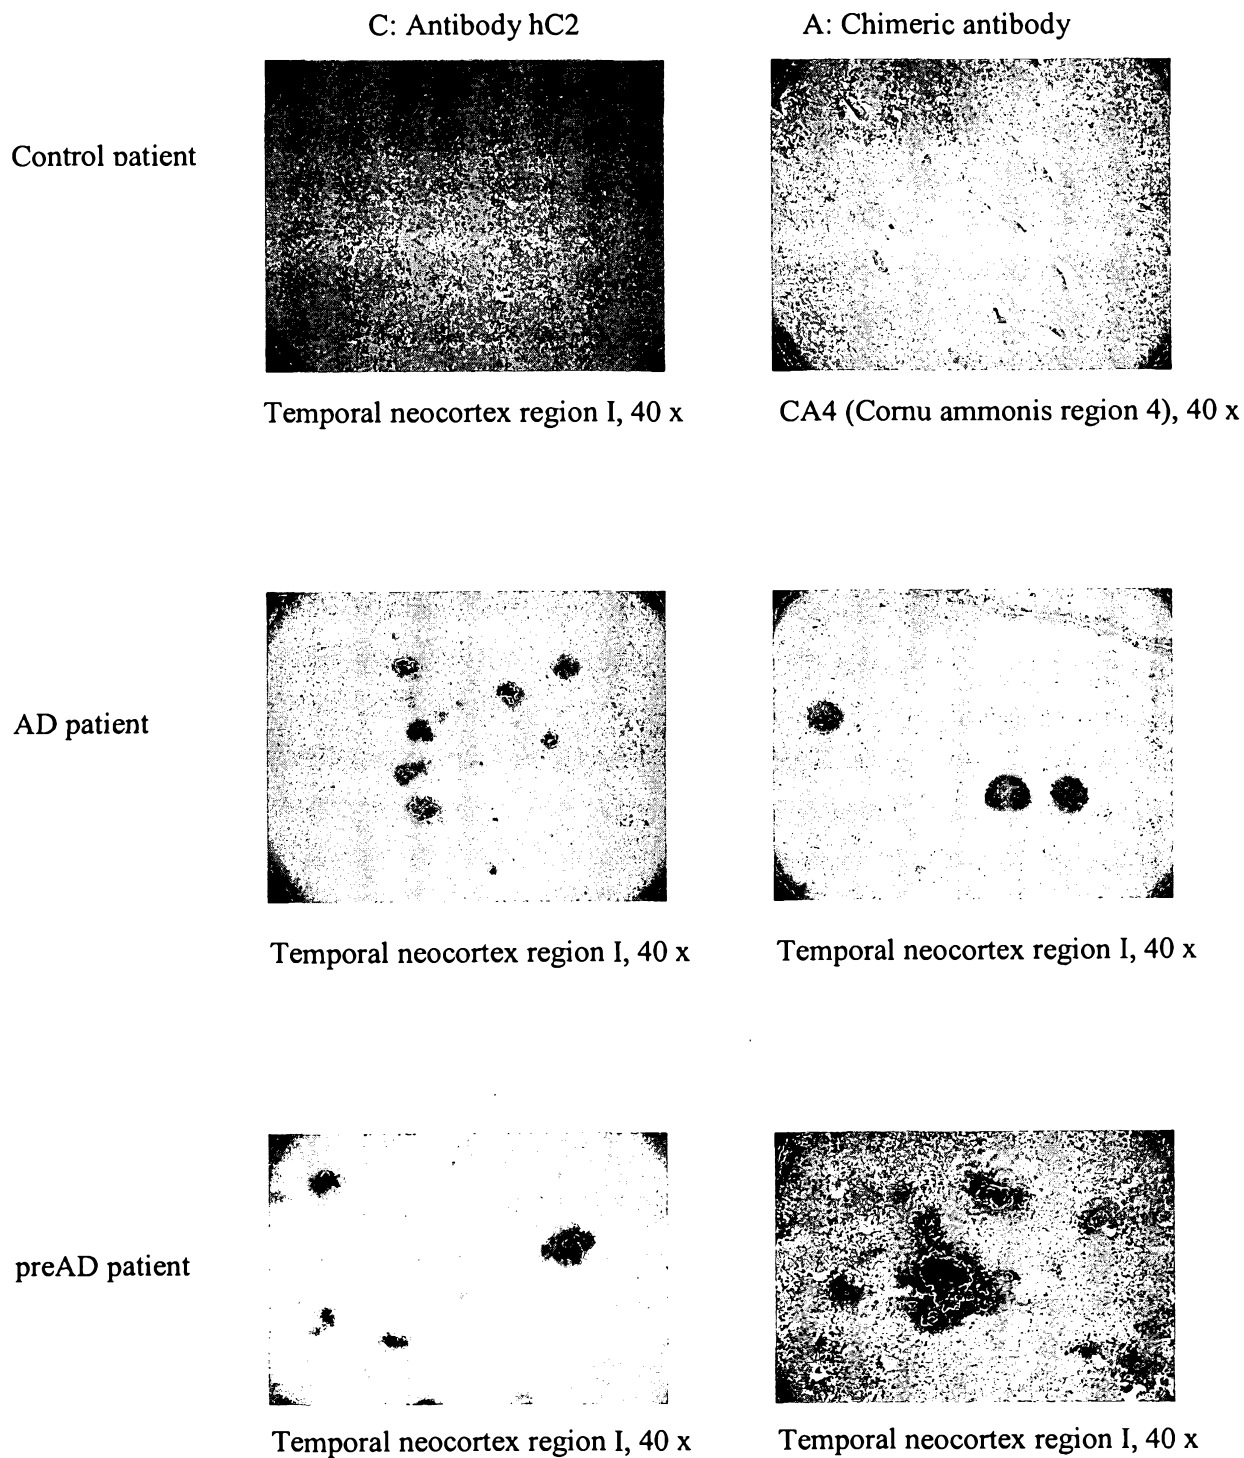 C: Antibody hC2
A: Chimeric antibody
Control patient
Temporal neocortex region I, 40 x
CA4 (Cornu ammonis region 4), 40 x
AD patient
Temporal neocortex region I, 40 x
Temporal neocortex region I, 40 x
preAD patient
Temporal neocortex region I, 40 x
Temporal neocortex region I, 40 x